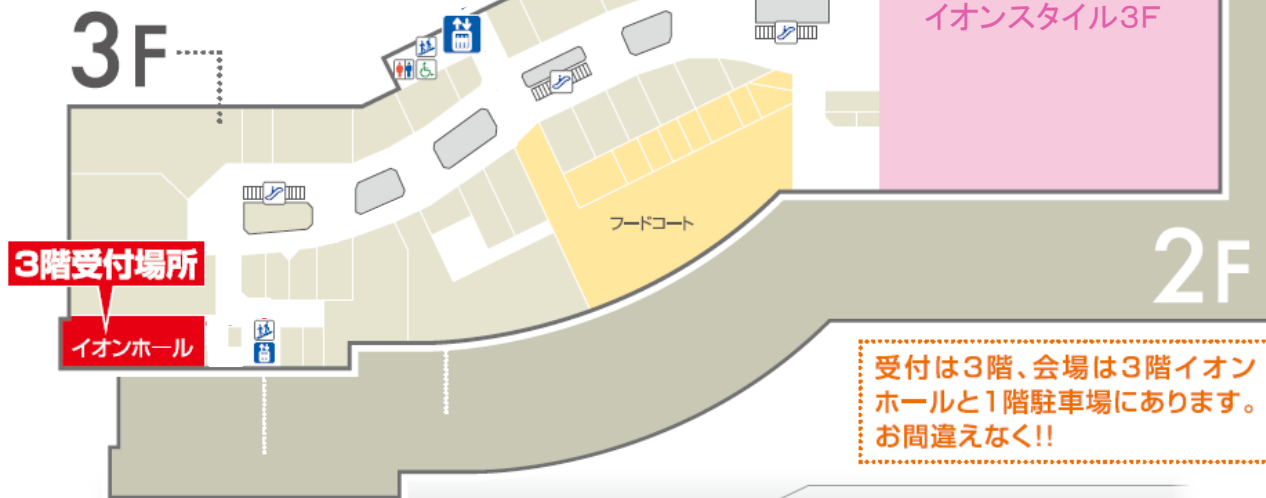 3F
イオンスタイル3F
フードコート
3階受付場所
イオンホール
2F
受付は3階、会場は3階イオン
ホールと1階駐車場にあります。
お間違えなく!!